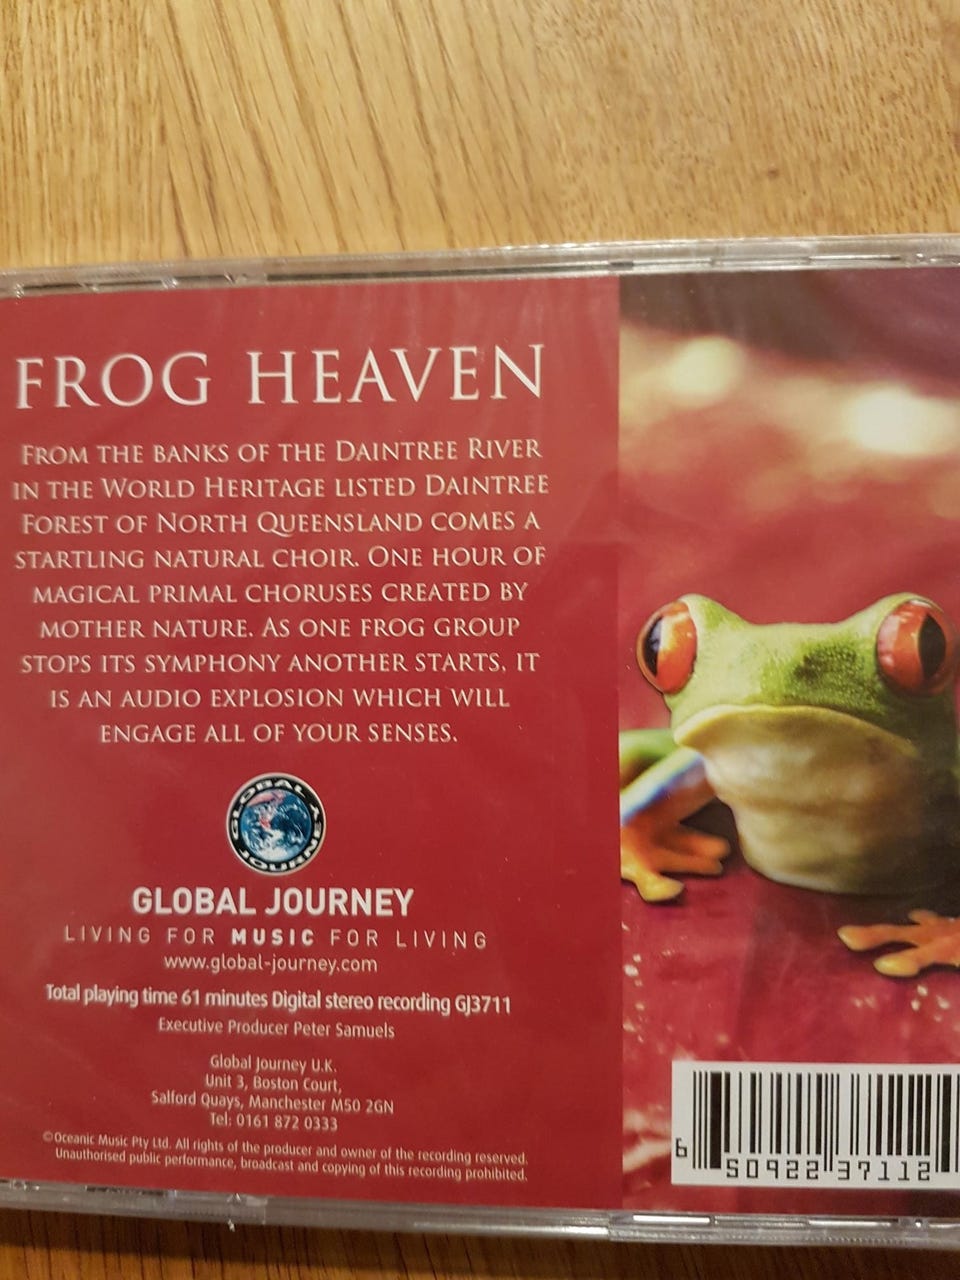 FROG HEAVEN
FROM THE BANKS OF THE DAINTREE RIVER
IN THE WORLD HERITAGE LISTED DAINTREE
FOREST OF NORTH QUEENSLAND COMES A
STARTLING NATURAL CHOIR. ONE HOUR OF
MAGICAL PRIMAL CHORUSES CREATED BY
MOTHER NATURE. AS ONE FROG GROUP
STOPS ITS SYMPHONY ANOTHER STARTS, IT
IS AN AUDIO EXPLOSION WHICH WILL
ENGAGE ALL OF YOUR SENSES.
GLOBAL JOURNEY
GLOBAL JOURNEY
LIVING FOR MUSIC FOR LIVING
www.global-journey.com
Total playing time 61 minutes Digital stereo recording GJ3711
Executive Producer Peter Samuels
Global Journey U.K.
Unit 3, Boston Court,
Salford Quays, Manchester M50 2GN
Tel: 0161 872 0333
©Oceanic Music Pty Ltd. All rights of the producer and owner of the recording reserved.
Unauthorised public performance, broadcast and copying of this recording prohibited.
6 50922 37112